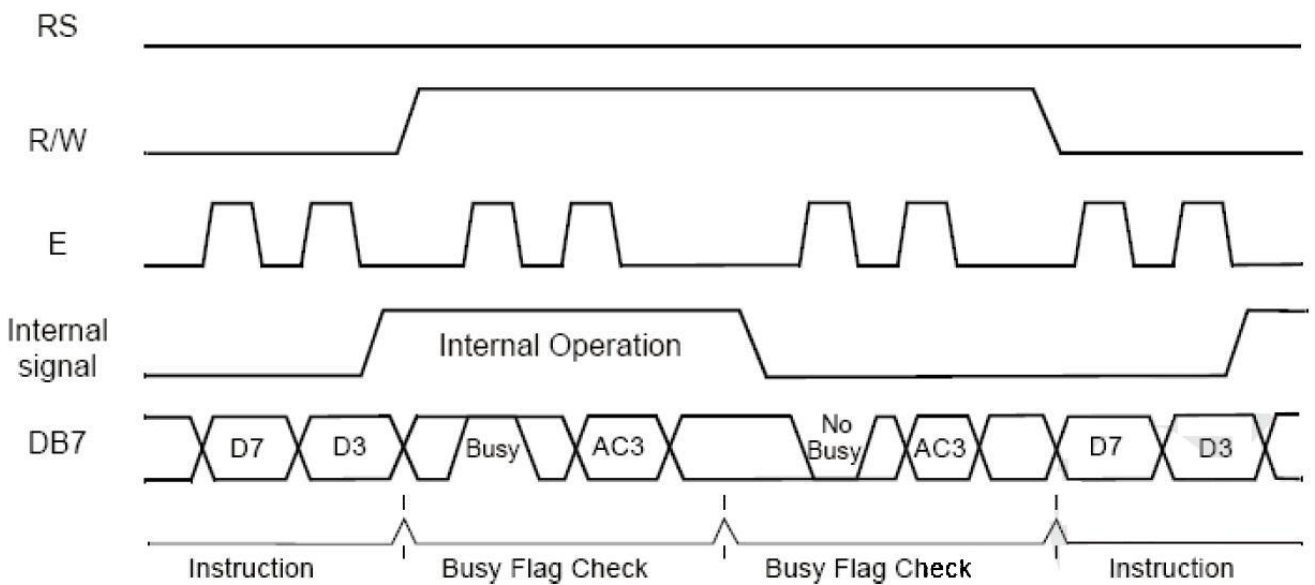 RS
R/W
E
Internal
signal
Internal Operation
DB7
D7
D3
Busy
AC3
No
Busy
AC3
D7
D3
Instruction
Busy Flag Check
Busy Flag Check
Instruction